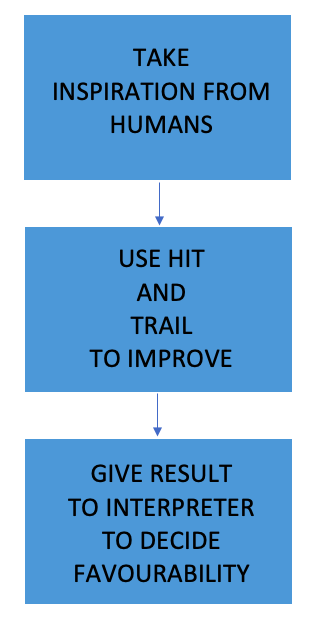 TAKE
INSPIRATION FROM
HUMANS
USE HIT
AND
TRAIL
TO IMPROVE
GIVE RESULT
TO INTERPRETER
TO DECIDE
FAVOURABILITY